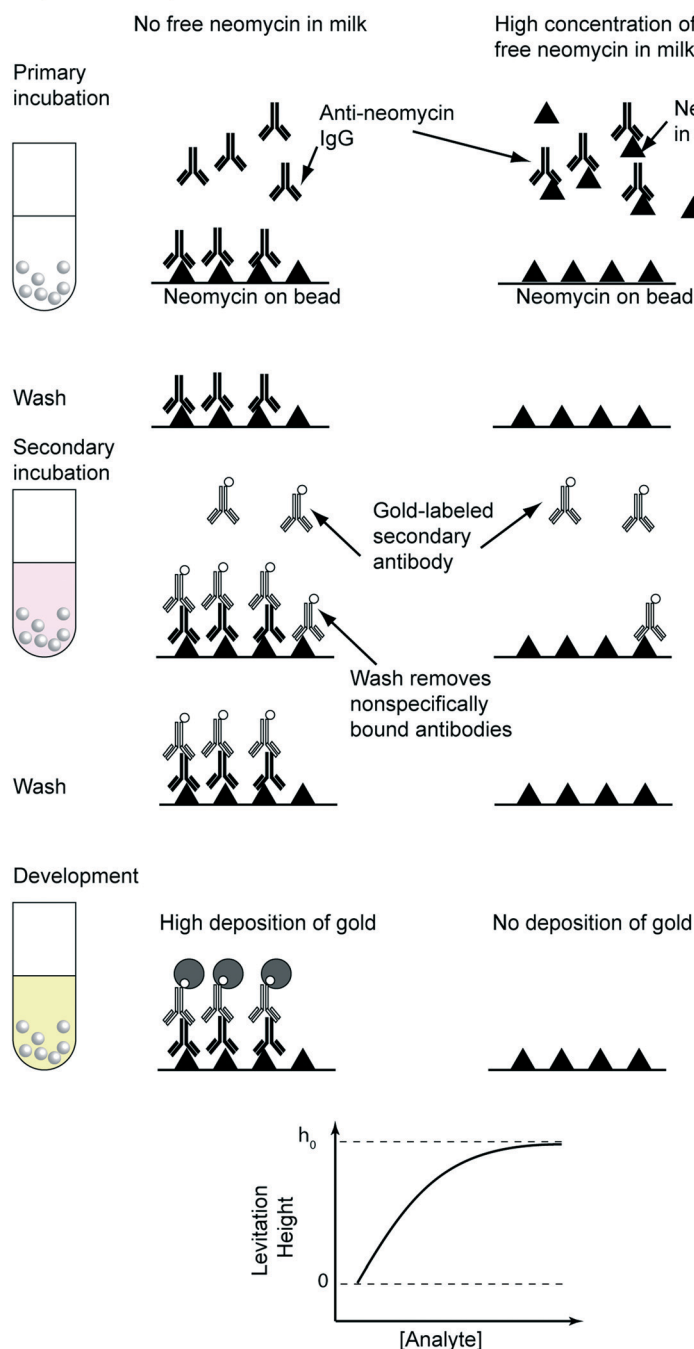 No free neomycin in milk
High concentration of
free neomycin in milk
Primary
incubation
Anti-neomycin
IgG
in
Neomycin on bead
Neomycin on bead
Wash
Secondary
incubation
Gold-labeled
secondary
antibody
Wash removes
nonspecifically
bound antibodies
Wash
Development
High deposition of gold
No deposition of gold
h₀
Levitation
Height
0
[Analyte]